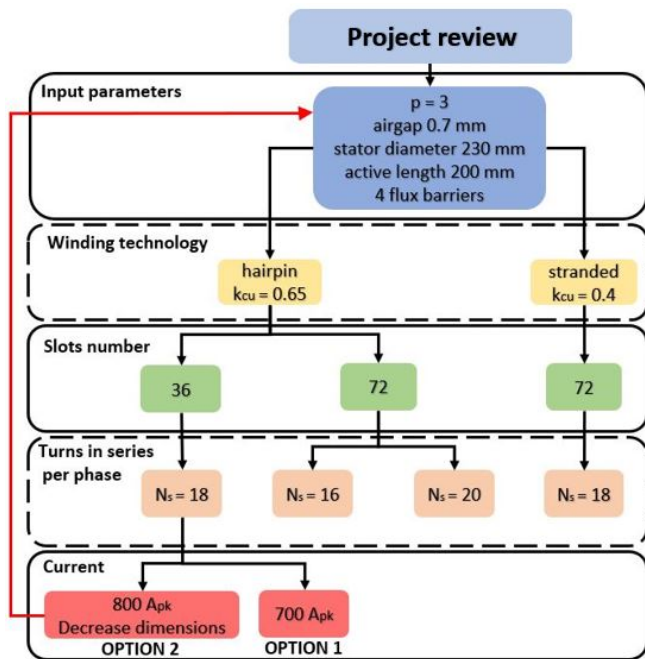 Project review
Input parameters
p = 3
airgap 0.7 mm
stator diameter 230 mm
active length 200 mm
4 flux barriers
Winding technology
hairpin
kcu = 0.65
stranded
kcu = 0.4
Slots number
36
72
72
Turns in series
per phase
Ns = 18
Ns = 16
Ns = 20
Ns = 18
Current
800 Apk
Decrease dimensions
OPTION 2
700 Apk
OPTION 1